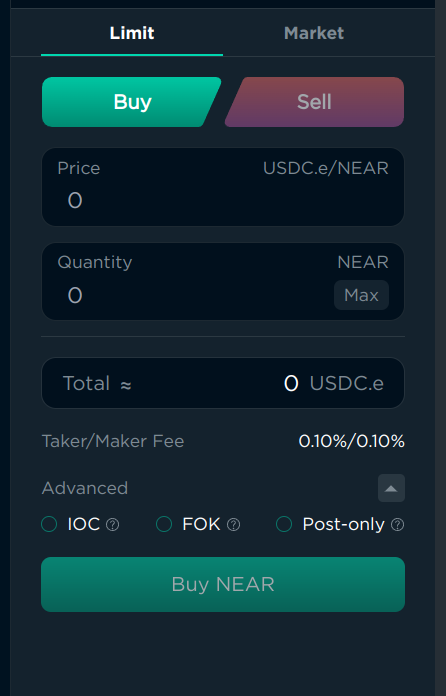 Limit Market
Buy Sell
Price USDC.e/NEAR
0
Quantity NEAR
0 Max
Total ≈ 0 USDC.e
Taker/Maker Fee 0.10%/0.10%
Advanced
IOC ? FOK ? Post-only ?
Buy NEAR